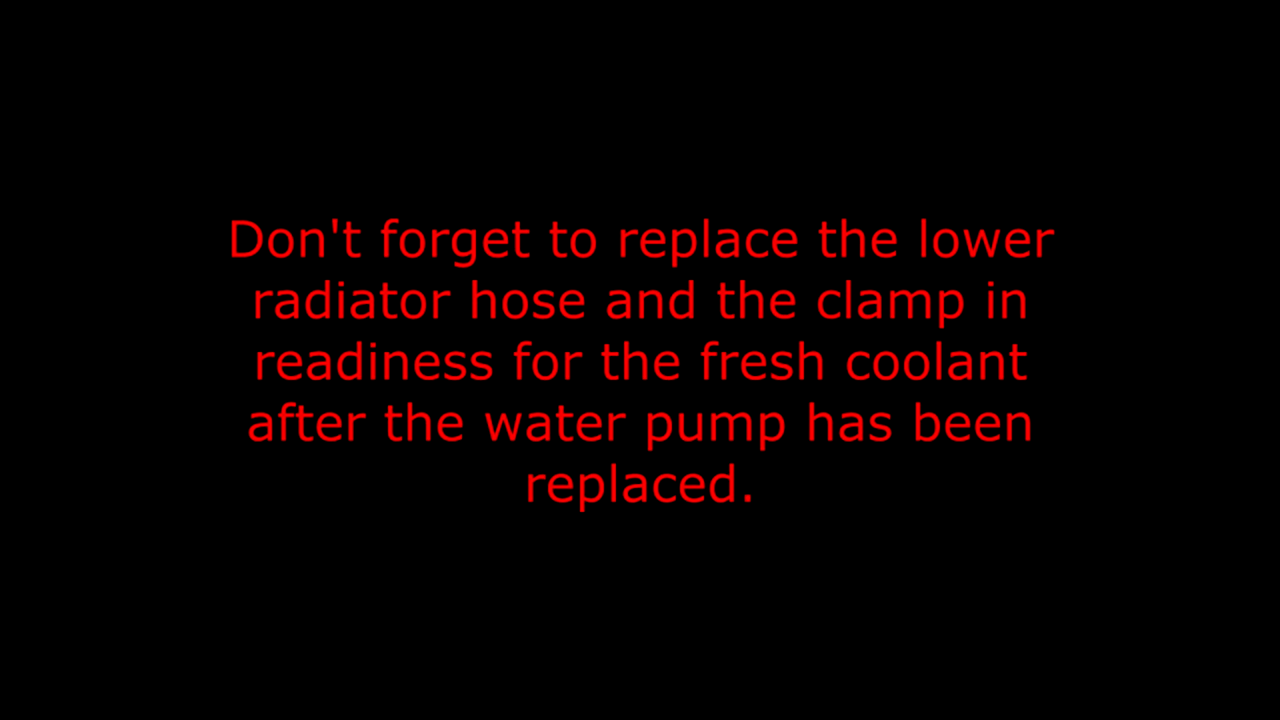 Don't forget to replace the lower
radiator hose and the clamp in
readiness for the fresh coolant
after the water pump has been
replaced.